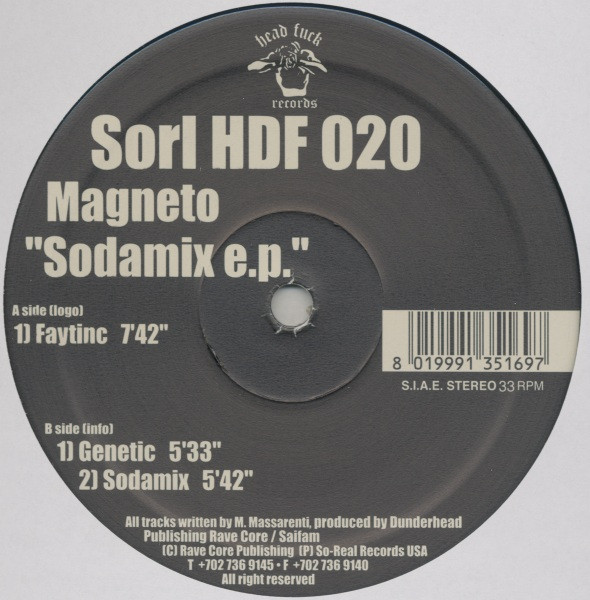 head fuck
records
Sorl HDF 020
Magneto
"Sodamix e.p."
A side (logo)
1) Faytinc 7'42"
8 019991 351697
S.I.A.E. STEREO 33 RPM
B side (info)
1) Genetic 5'33"
2) Sodamix 5'42"
All tracks written by M. Massarenti, produced by Dunderhead
Publishing Rave Core / Saifam
(C) Rave Core Publishing (P) So-Real Records USA
T +702 736 9145 • F +702 736 9140
All right reserved